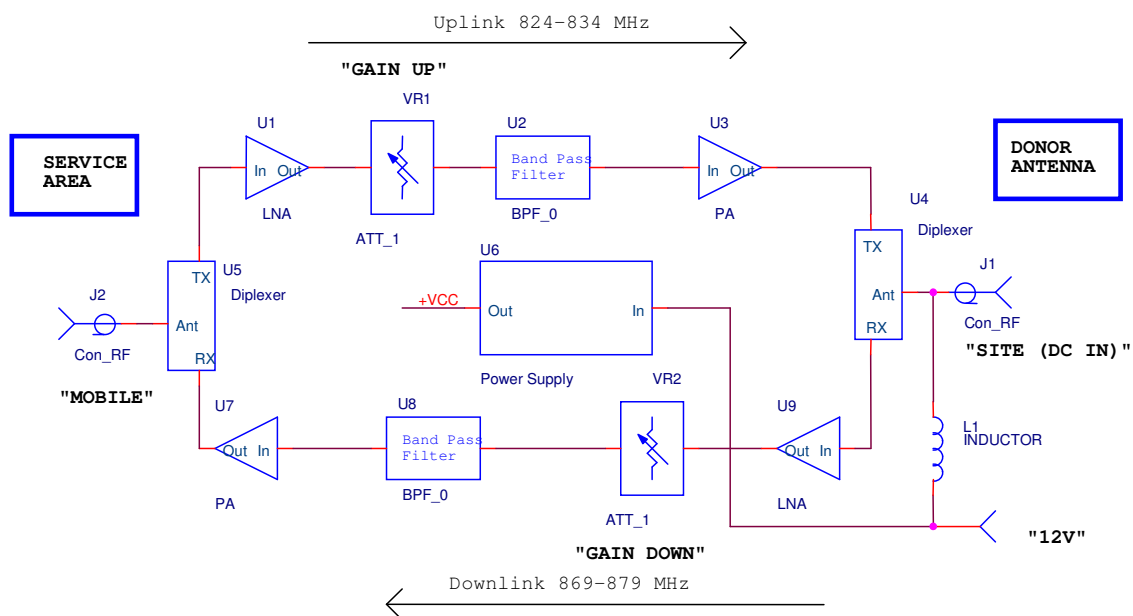 Uplink 824-834 MHz
"GAIN UP"
VR1
U1
U2
U3
SERVICE
AREA
DONOR
ANTENNA
In Out
Band Pass
Filter
In Out
LNA
BPF_0
PA
U4
Diplexer
ATT_1
TX
U6
U5
TX
Diplexer
J2
Ant
+VCC
Out
In
Ant
J1
RX
Con_RF
RX
Con_RF
"SITE (DC IN)"
Power Supply
VR2
"MOBILE"
U7
U8
U9
L1
INDUCTOR
Out In
Band Pass
Filter
Out In
PA
BPF_0
LNA
ATT_1
"12V"
"GAIN DOWN"
Downlink 869-879 MHz